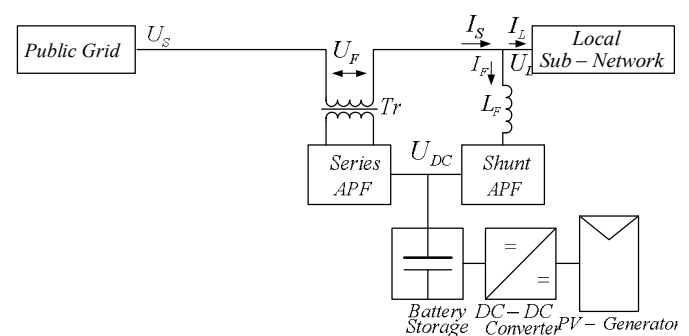 Public Grid
U_S
U_F
I_S
I_L
Local
Sub - Network
I_F
U_L
L_F
Tr
Series
APF
U_DC
Shunt
APF
=
=
Battery
Storage
DC - DC
Converter
PV - Generator